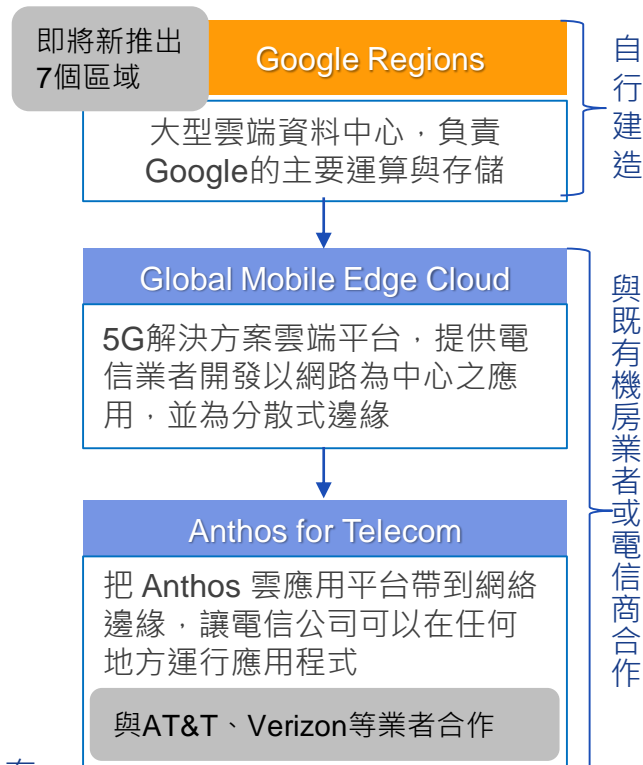 即將新推出
7個區域
Google Regions
大型雲端資料中心，負責
Google的主要運算與存儲
自行建造
Global Mobile Edge Cloud
5G解決方案雲端平台，提供電
信業者開發以網路為中心之應
用，並為分散式邊緣
Anthos for Telecom
把 Anthos 雲應用平台帶到網絡
邊緣，讓電信公司可以在任何
地方運行應用程式
與AT&T、Verizon等業者合作
與既有機房業者或電信商合作